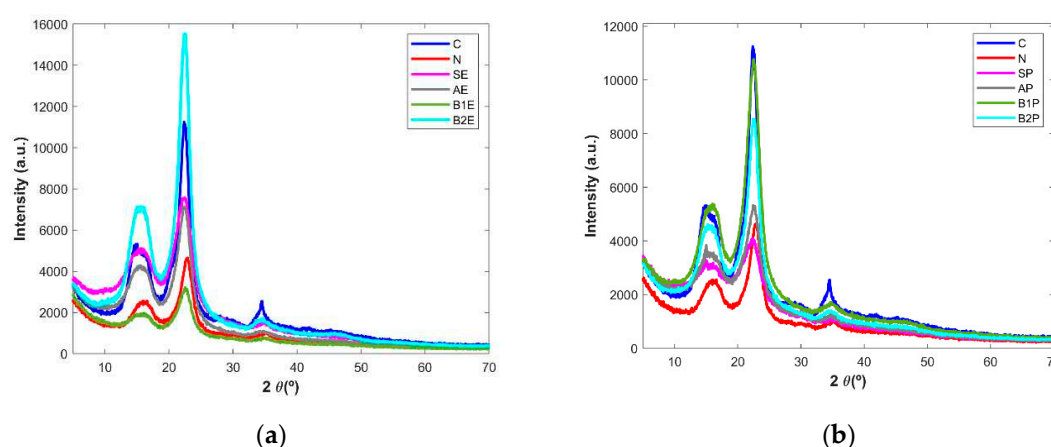 16000
14000
12000
10000
8000
6000
4000
2000
0
Intensity (a.u.)
C
N
SE
AE
B1E
B2E
10 20 30 40 50 60 70
2 θ(º)
(a)
12000
10000
8000
6000
4000
2000
0
Intensity (a.u.)
C
N
SP
AP
B1P
B2P
10 20 30 40 50 60 70
2 θ(º)
(b)